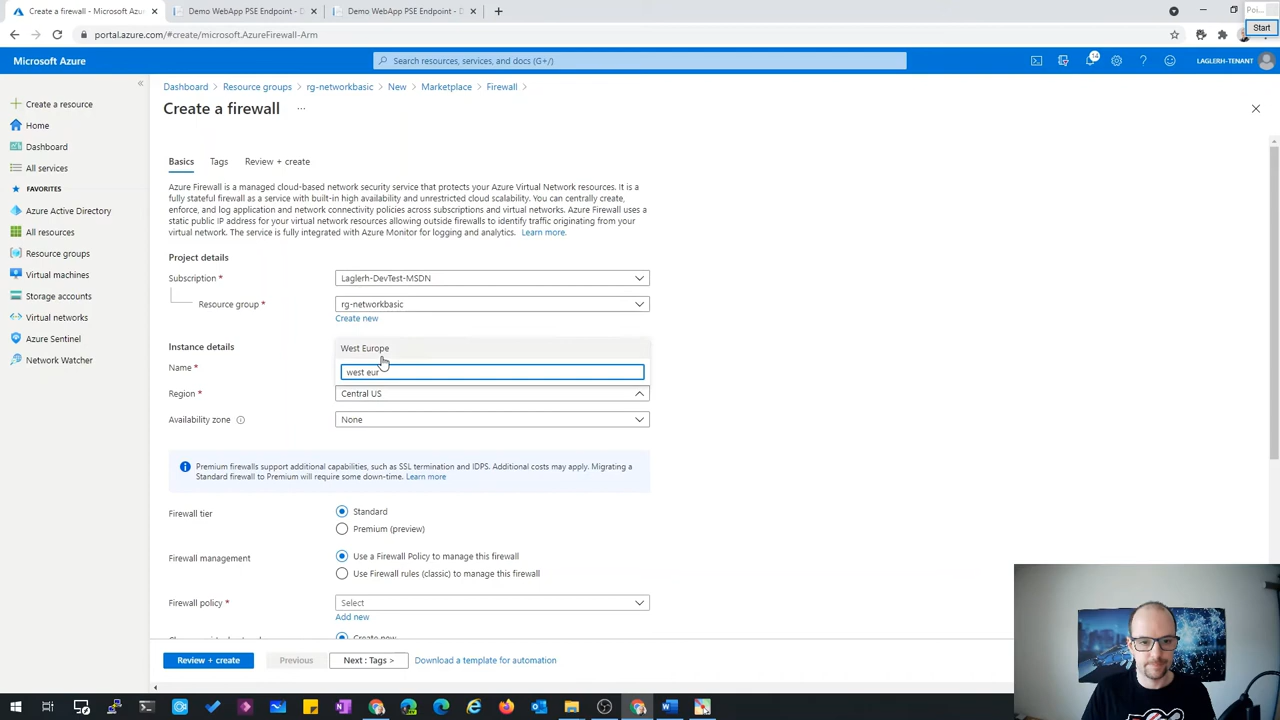 Create a firewall - Microsoft Azu
Demo WebApp PSE Endpoint - De
Demo WebApp PSE Endpoint - De
Poi...
Start
portal.azure.com/#create/microsoft.AzureFirewall-Arm
Microsoft Azure
Search resources, services, and docs (G+/)
14
LAGLERH-TENANT
Create a resource
Home
Dashboard
All services
FAVORITES
Azure Active Directory
All resources
Resource groups
Virtual machines
Storage accounts
Virtual networks
Azure Sentinel
Network Watcher
Dashboard > Resource groups > rg-networkbasic > New > Marketplace > Firewall >
Create a firewall ...
Basics Tags Review + create
Azure Firewall is a managed cloud-based network security service that protects your Azure Virtual Network resources. It is a
fully stateful firewall as a service with built-in high availability and unrestricted cloud scalability. You can centrally create,
enforce, and log application and network connectivity policies across subscriptions and virtual networks. Azure Firewall uses a
static public IP address for your virtual network resources allowing outside firewalls to identify traffic originating from your
virtual network. The service is fully integrated with Azure Monitor for logging and analytics. Learn more.
Project details
Subscription * Laglerh-DevTest-MSDN
Resource group * rg-networkbasic
Create new
Instance details
West Europe
Name *
west eur
Region * Central US
Availability zone None
Premium firewalls support additional capabilities, such as SSL termination and IDPS. Additional costs may apply. Migrating a
Standard firewall to Premium will require some down-time. Learn more
Firewall tier Standard
Premium (preview)
Firewall management Use a Firewall Policy to manage this firewall
Use Firewall rules (classic) to manage this firewall
Firewall policy * Select
Add new
Create new
Review + create Previous Next : Tags > Download a template for automation